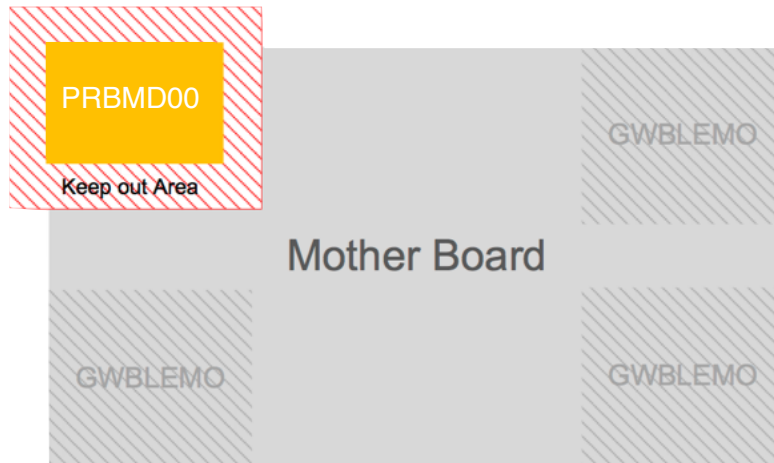 PRBMD00
Keep out Area
GWBLEMO
Mother Board
GWBLEMO
GWBLEMO